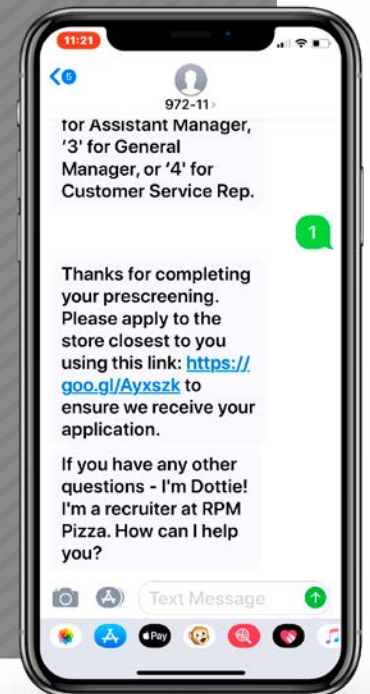 11:21
5
972-11
for Assistant Manager,
‘3’ for General
Manager, or ‘4’ for
Customer Service Rep.
1
Thanks for completing
your prescreening.
Please apply to the
store closest to you
using this link: https://
goo.gl/Ayxszk to
ensure we receive your
application.
If you have any other
questions - I'm Dottie!
I'm a recruiter at RPM
Pizza. How can I help
you?
Text Message
Pay